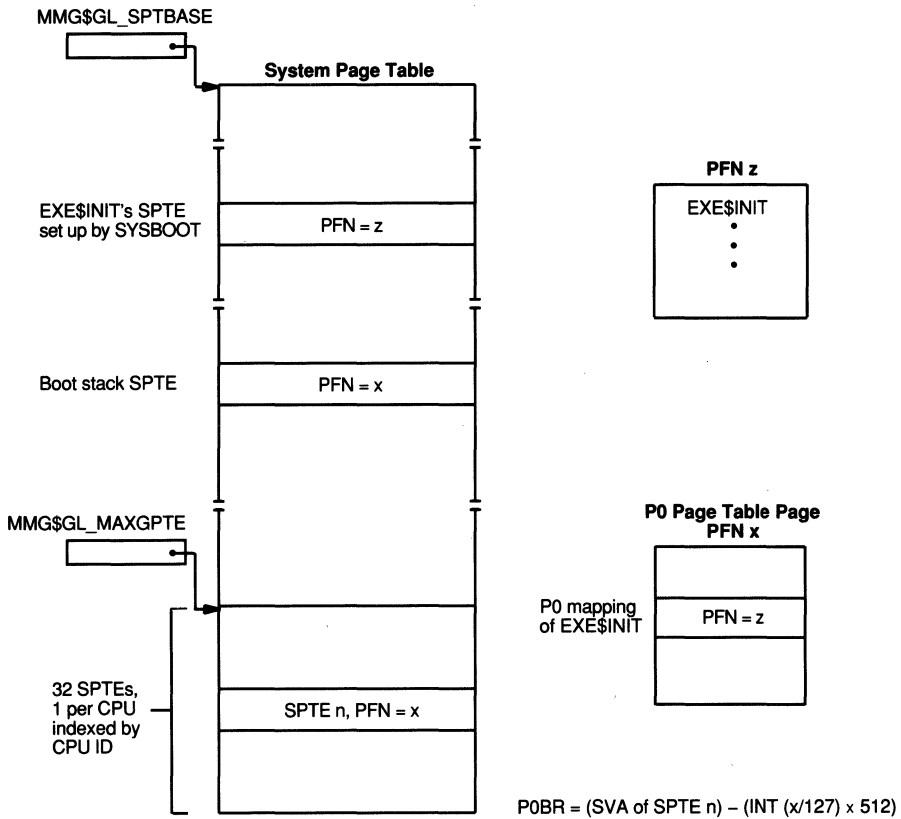 MMG$GL_SPTBASE
System Page Table
EXE$INIT's SPTE
set up by SYSBOOT
PFN = z
PFN z
EXE$INIT
Boot stack SPTE
PFN = x
MMG$GL_MAXGPTE
P0 Page Table Page
PFN x
P0 mapping
of EXE$INIT
PFN = z
32 SPTEs,
1 per CPU
indexed by
CPU ID
SPTE n, PFN = x
P0BR = (SVA of SPTE n) – (INT (x/127) x 512)